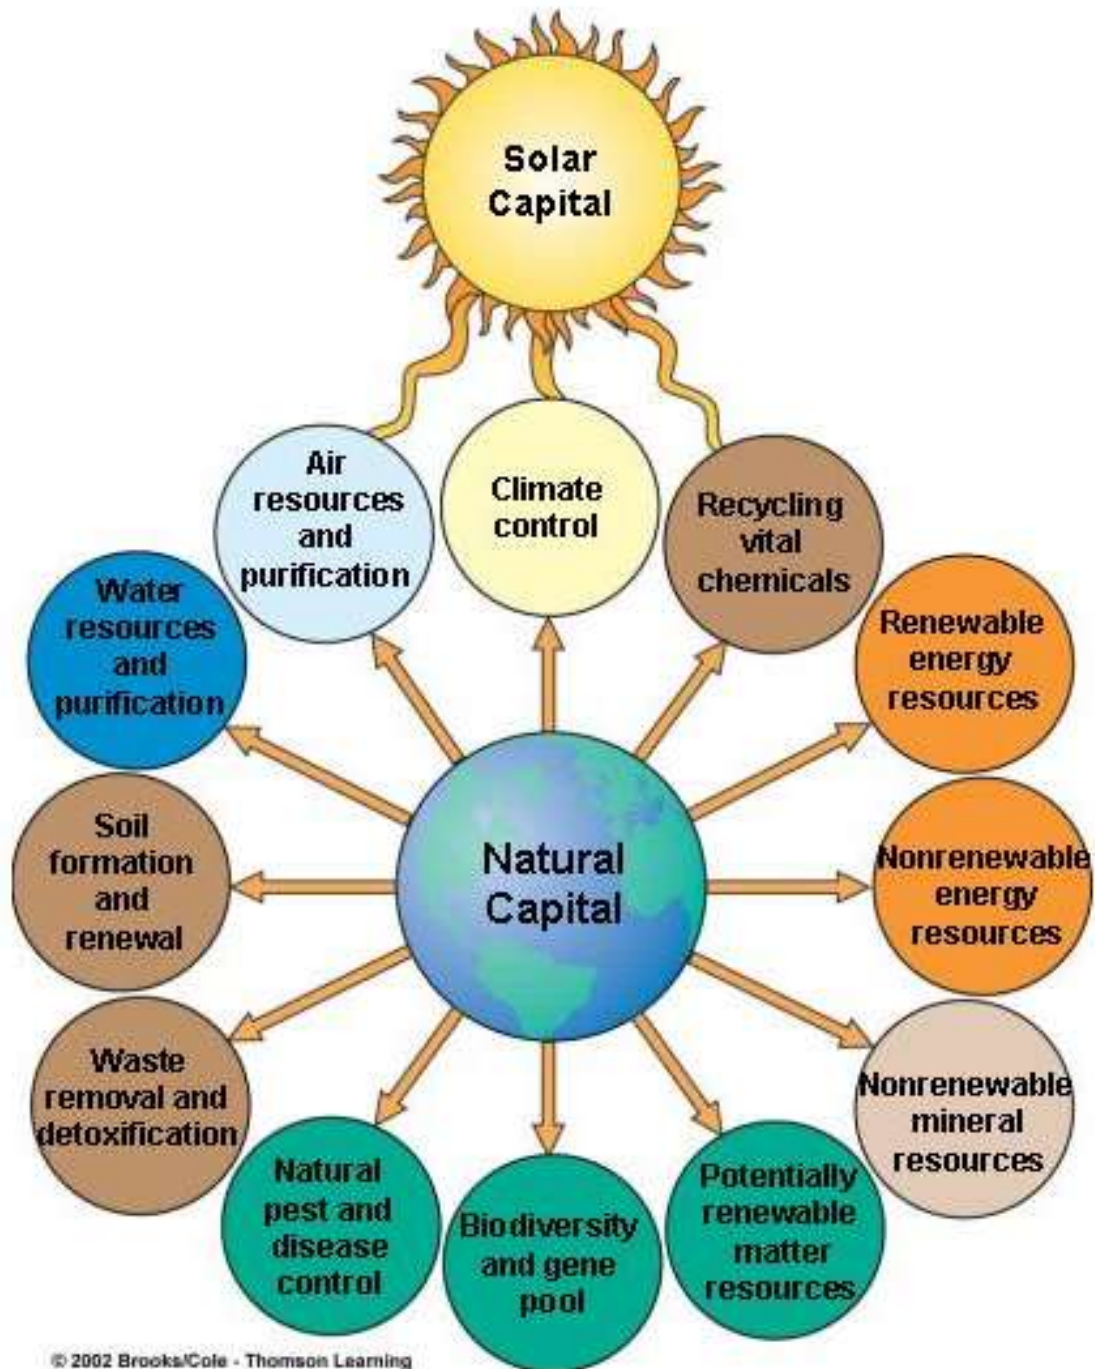 Solar
Capital
Air
resources
and
purification
Climate
control
Recycling
vital
chemicals
Water
resources
and
purification
Renewable
energy
resources
Soil
formation
and
renewal
Natural
Capital
Nonrenewable
energy
resources
Waste
removal and
detoxification
Nonrenewable
mineral
resources
Natural
pest and
disease
control
Biodiversity
and gene
pool
Potentially
renewable
matter
resources
© 2002 Brooks/Cole - Thomson Learning